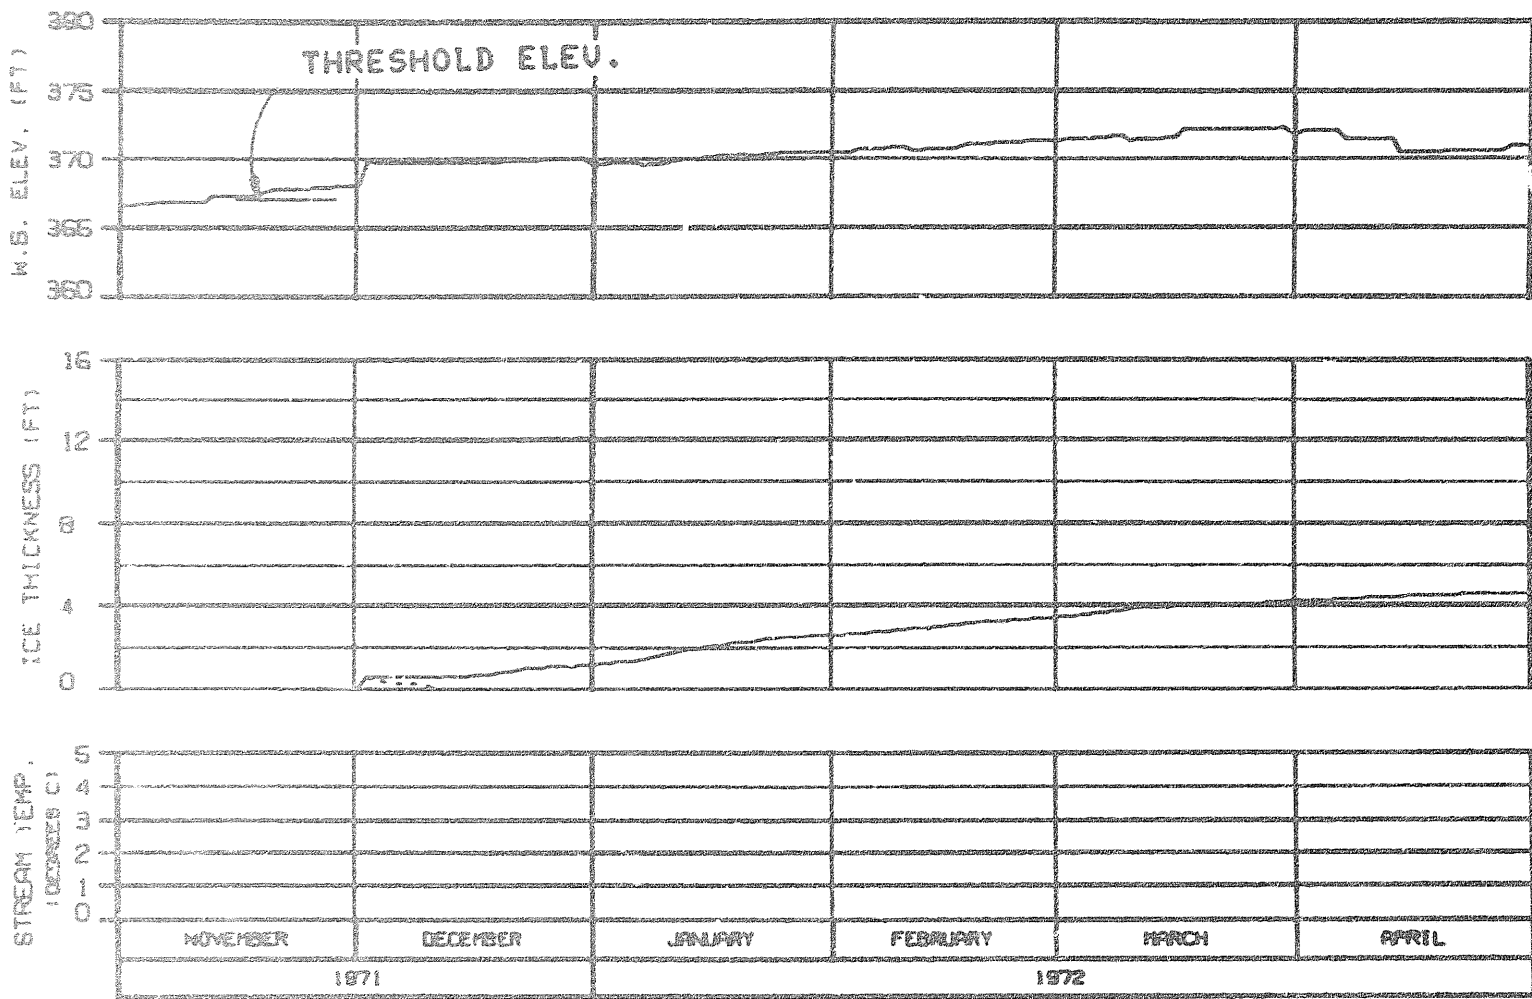 W.S. ELEV. (FT)
380
375
370
365
360
THRESHOLD ELEV.
ICE THICKNESS (FT)
16
12
8
4
0
STREAM TEMP.
(DEGREES C)
5
4
3
2
1
0
NOVEMBER DECEMBER JANUARY FEBRUARY MARCH APRIL
1971 1972